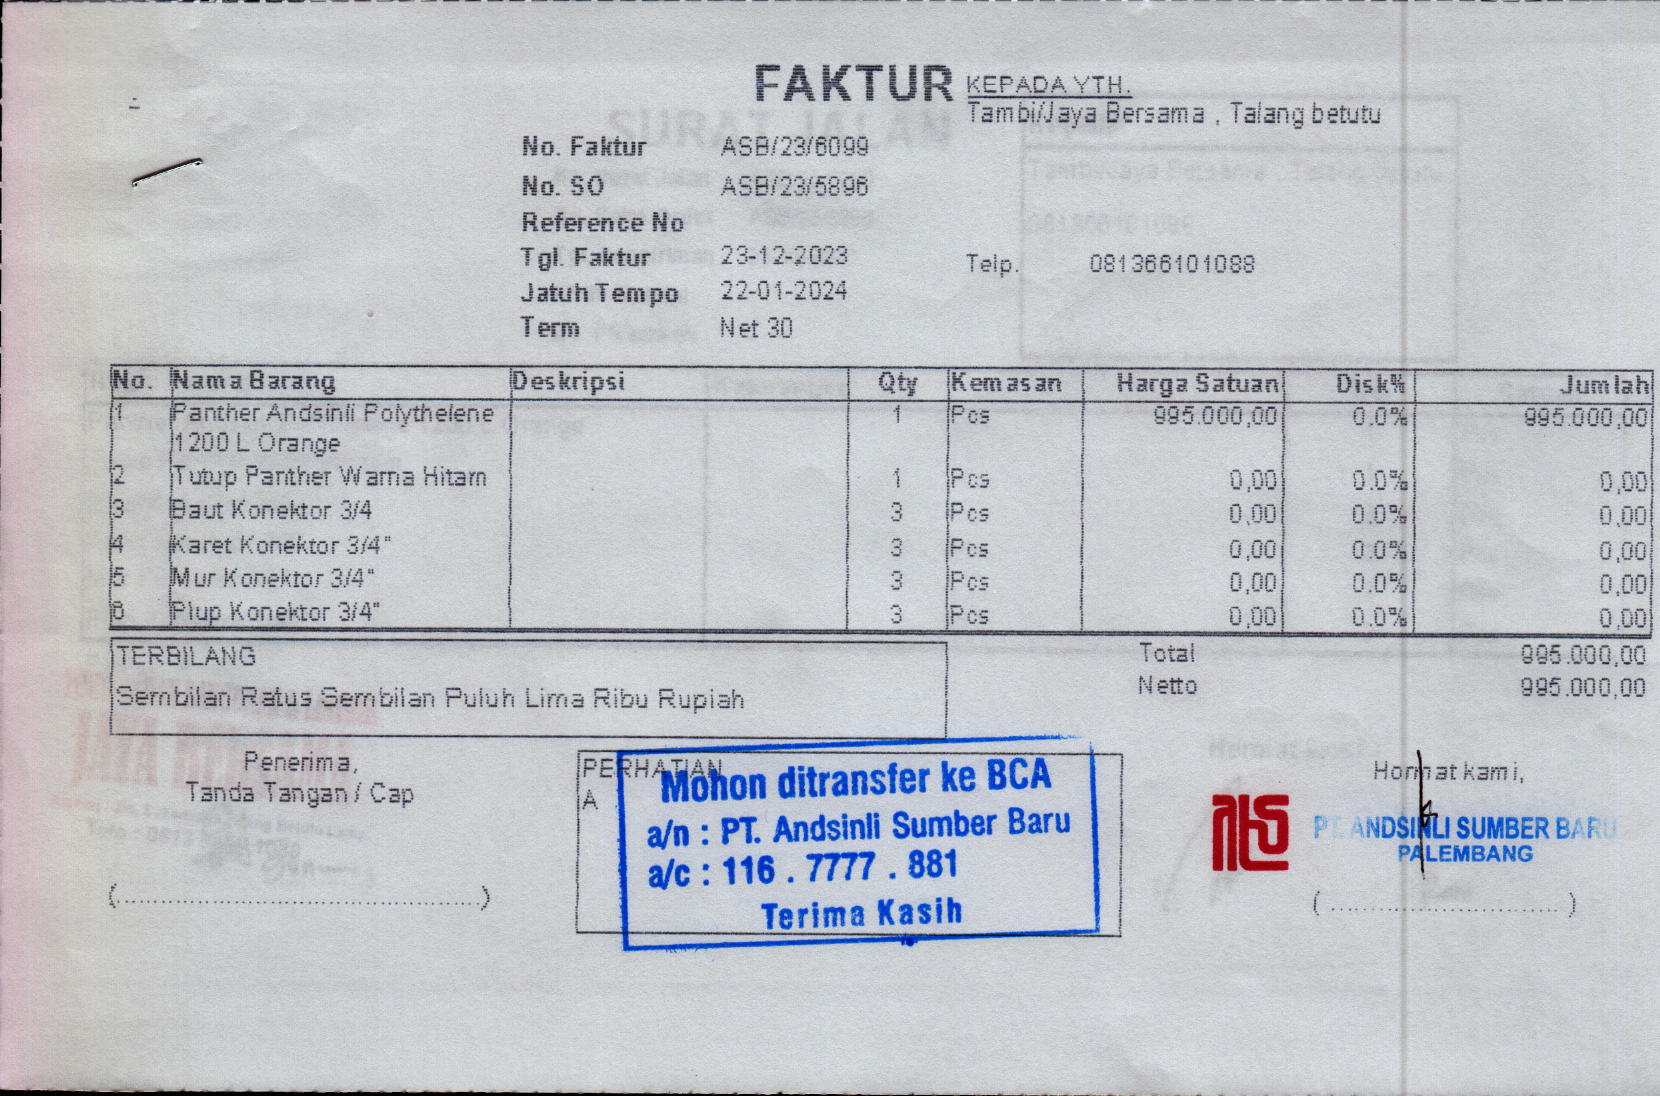 FAKTUR
KEPADA YTH.
Tambi/Jaya Bersama , Talang betutu
No. Faktur ASB/23/6099
No. SO ASB/23/5896
Reference No
Tgl. Faktur 23-12-2023
Telp. 081366101088
Jatuh Tempo 22-01-2024
Term Net 30
No. Nama Barang Deskripsi Qty Kemasan Harga Satuan Disk% Jumlah
1 Panther Andsinli Polythelene 1 Pcs 995.000,00 0.0% 995.000,00
1200 L Orange
2 Tutup Panther Warna Hitam 1 Pcs 0,00 0.0% 0,00
3 Baut Konektor 3/4 3 Pcs 0,00 0.0% 0,00
4 Karet Konektor 3/4" 3 Pcs 0,00 0.0% 0,00
5 Mur Konektor 3/4" 3 Pcs 0,00 0.0% 0,00
6 Plup Konektor 3/4" 3 Pcs 0,00 0.0% 0,00
TERBILANG
Sembilan Ratus Sembilan Puluh Lima Ribu Rupiah
Total 995.000,00
Netto 995.000,00
Penerima,
Tanda Tangan / Cap
(........................................)
PERHATIAN
A
Mohon ditransfer ke BCA
a/n : PT. Andsinli Sumber Baru
a/c : 116 . 7777 . 881
Terima Kasih
Hormat kami,
PT. ANDSINLI SUMBER BARU
PALEMBANG
(..............................)
SURAT JALAN